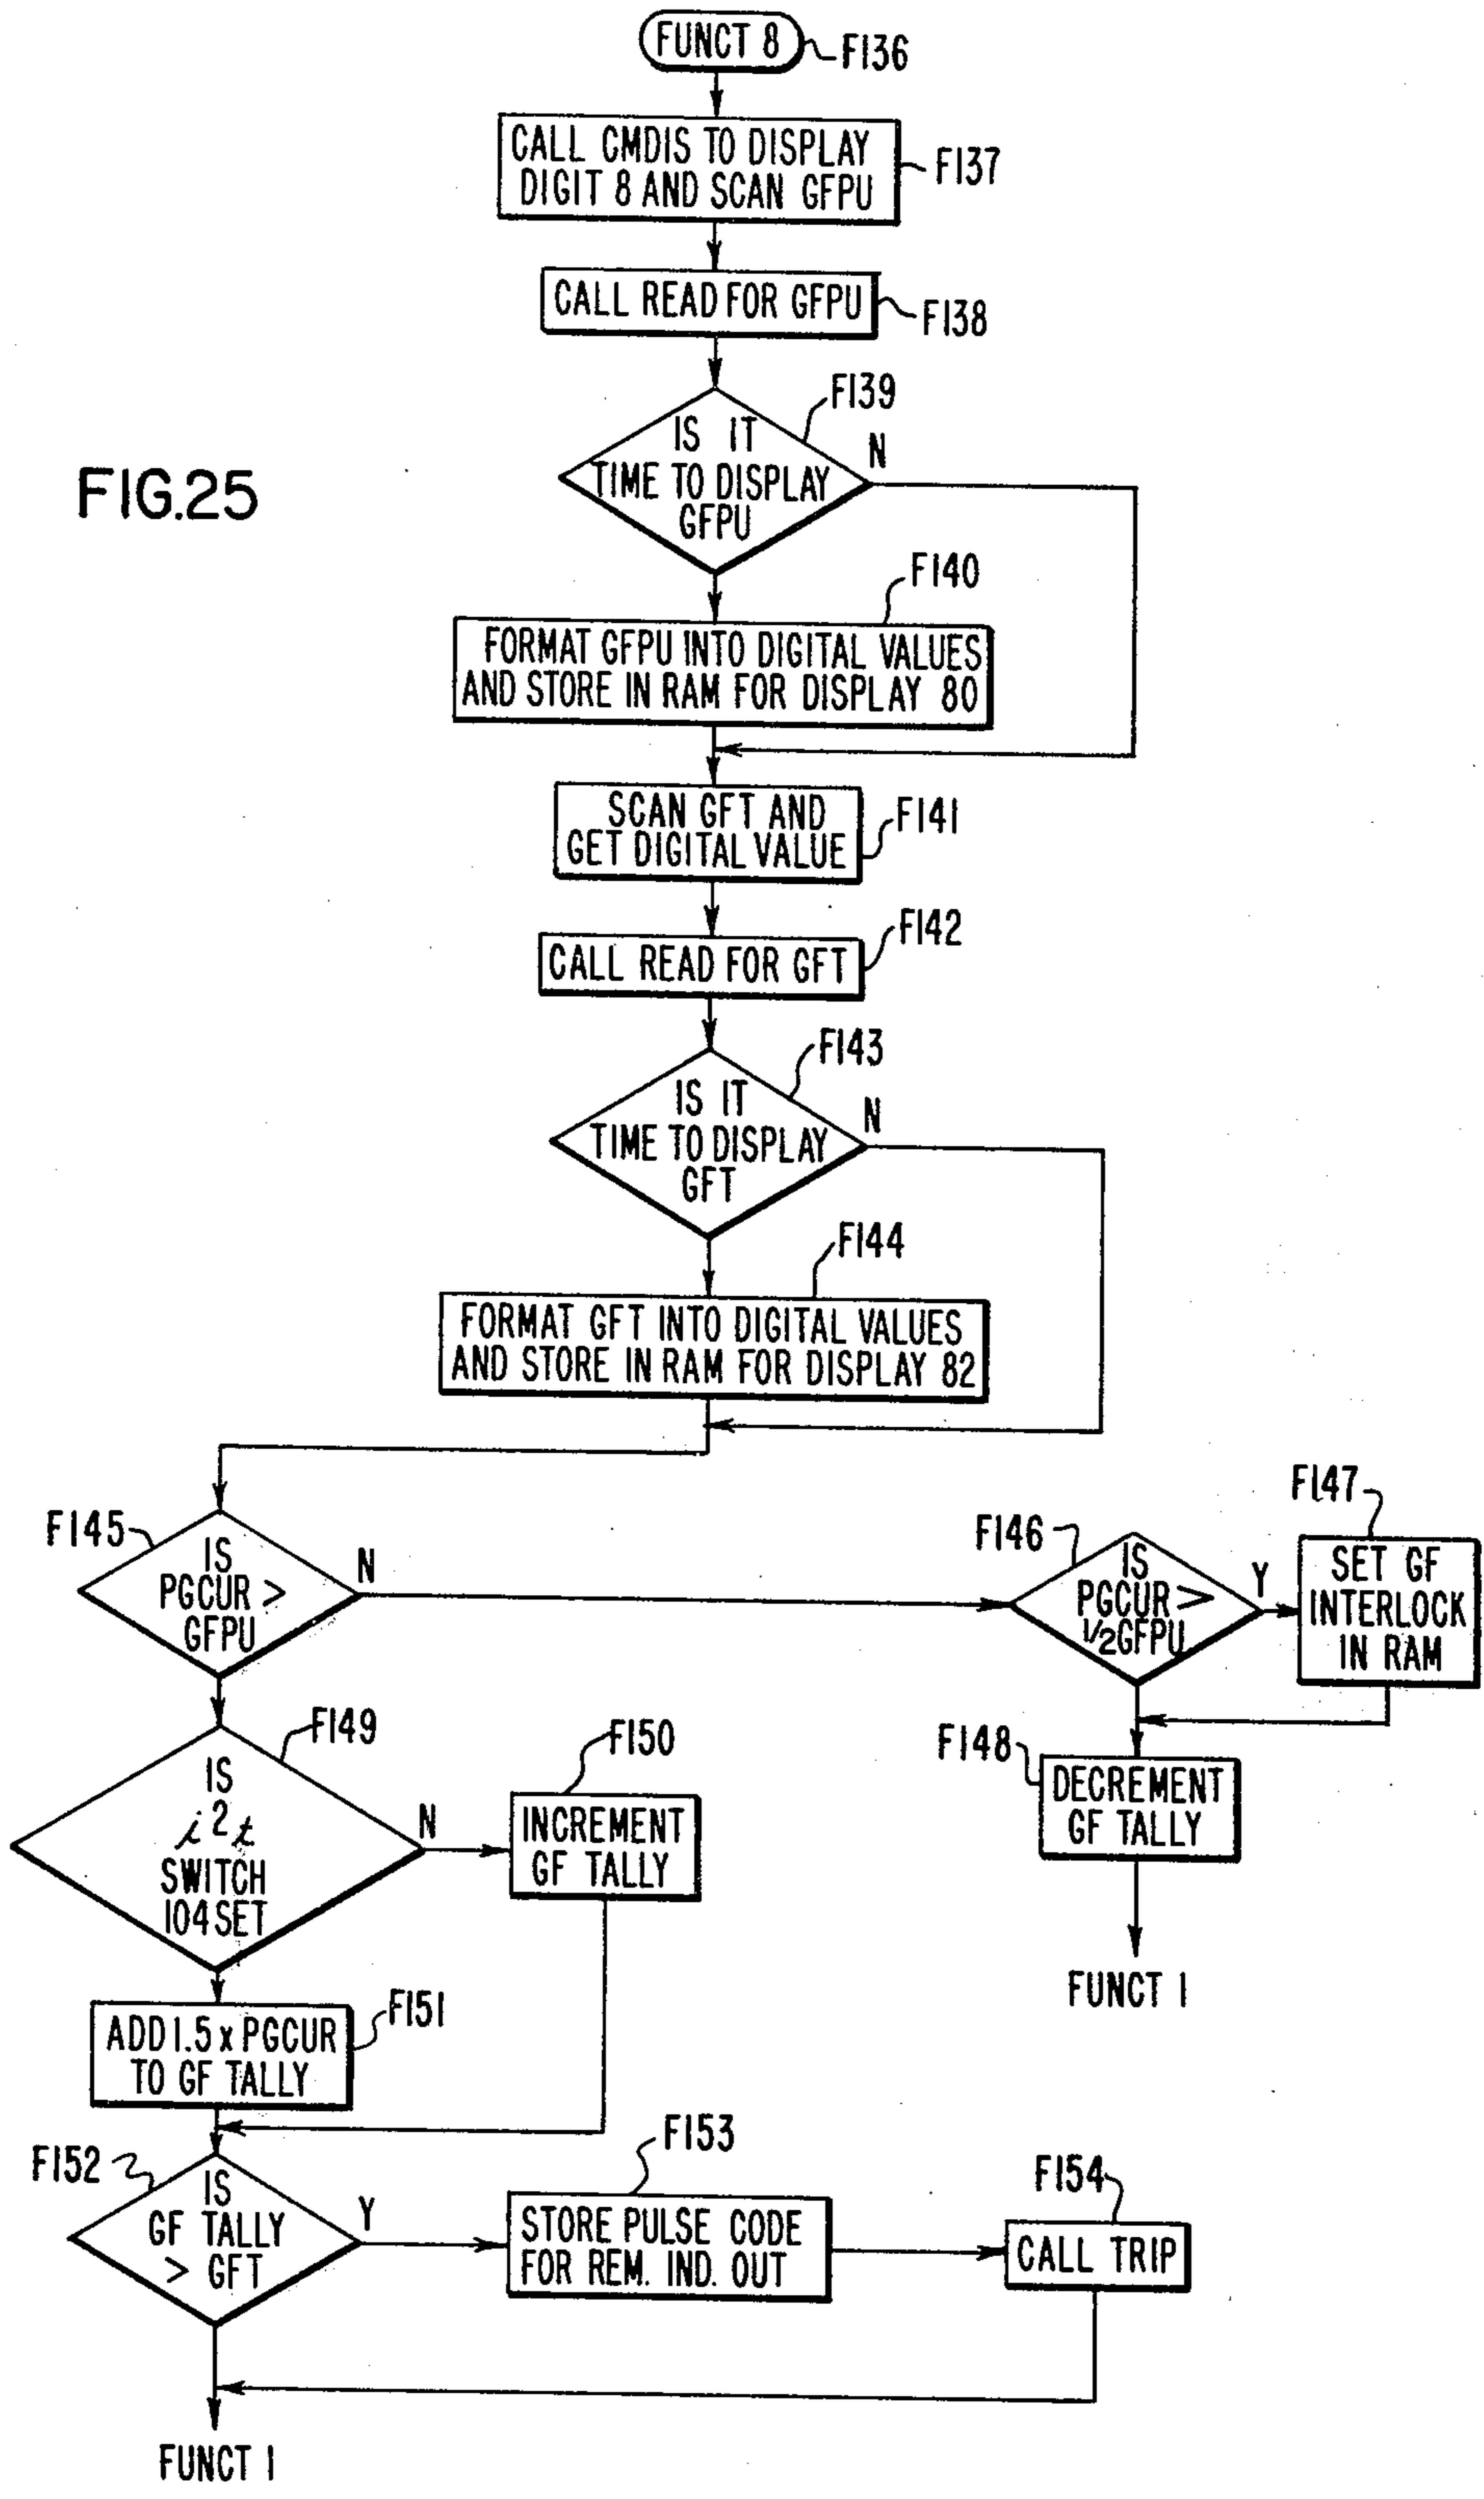 FUNCT 8
F136
CALL CMDIS TO DISPLAY
DIGIT 8 AND SCAN GFPU
F137
CALL READ FOR GFPU
F138
F139
IS IT
TIME TO DISPLAY
GFPU
N
FIG.25
F140
FORMAT GFPU INTO DIGITAL VALUES
AND STORE IN RAM FOR DISPLAY 80
SCAN GFT AND
GET DIGITAL VALUE
F141
CALL READ FOR GFT
F142
F143
IS IT
TIME TO DISPLAY
GFT
N
F144
FORMAT GFT INTO DIGITAL VALUES
AND STORE IN RAM FOR DISPLAY 82
F145
IS
PGCUR >
GFPU
N
F146
IS
PGCUR >
1/2GFPU
Y
F147
SET GF
INTERLOCK
IN RAM
F148
DECREMENT
GF TALLY
FUNCT 1
F149
IS
i2t
SWITCH
104 SET
N
F150
INCREMENT
GF TALLY
F151
ADD 1.5 x PGCUR
TO GF TALLY
F152
IS
GF TALLY
> GFT
Y
F153
STORE PULSE CODE
FOR REM. IND. OUT
F154
CALL TRIP
FUNCT 1